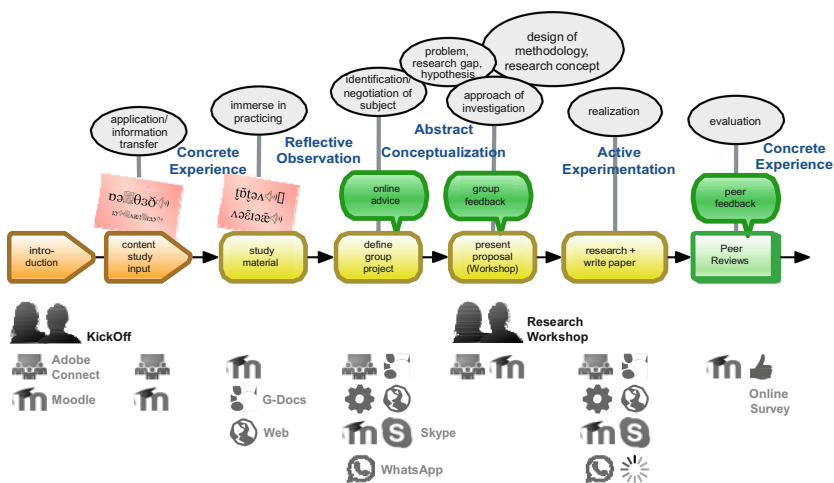 design of
methodology,
research concept
problem,
research gap,
hypothesis
identification/
negotiation of
subject
approach of
investigation
immerse in
practicing
application/
information
transfer
realization
evaluation
Concrete
Experience
Reflective
Observation
Abstract
Conceptualization
Active
Experimentation
Concrete
Experience
online
advice
group
feedback
peer
feedback
intro-
duction
content
study
input
study
material
define
group
project
present
proposal
(Workshop)
research +
write paper
Peer
Reviews
KickOff
Research
Workshop
Adobe
Connect
Moodle
G-Docs
Web
Skype
WhatsApp
Online
Survey